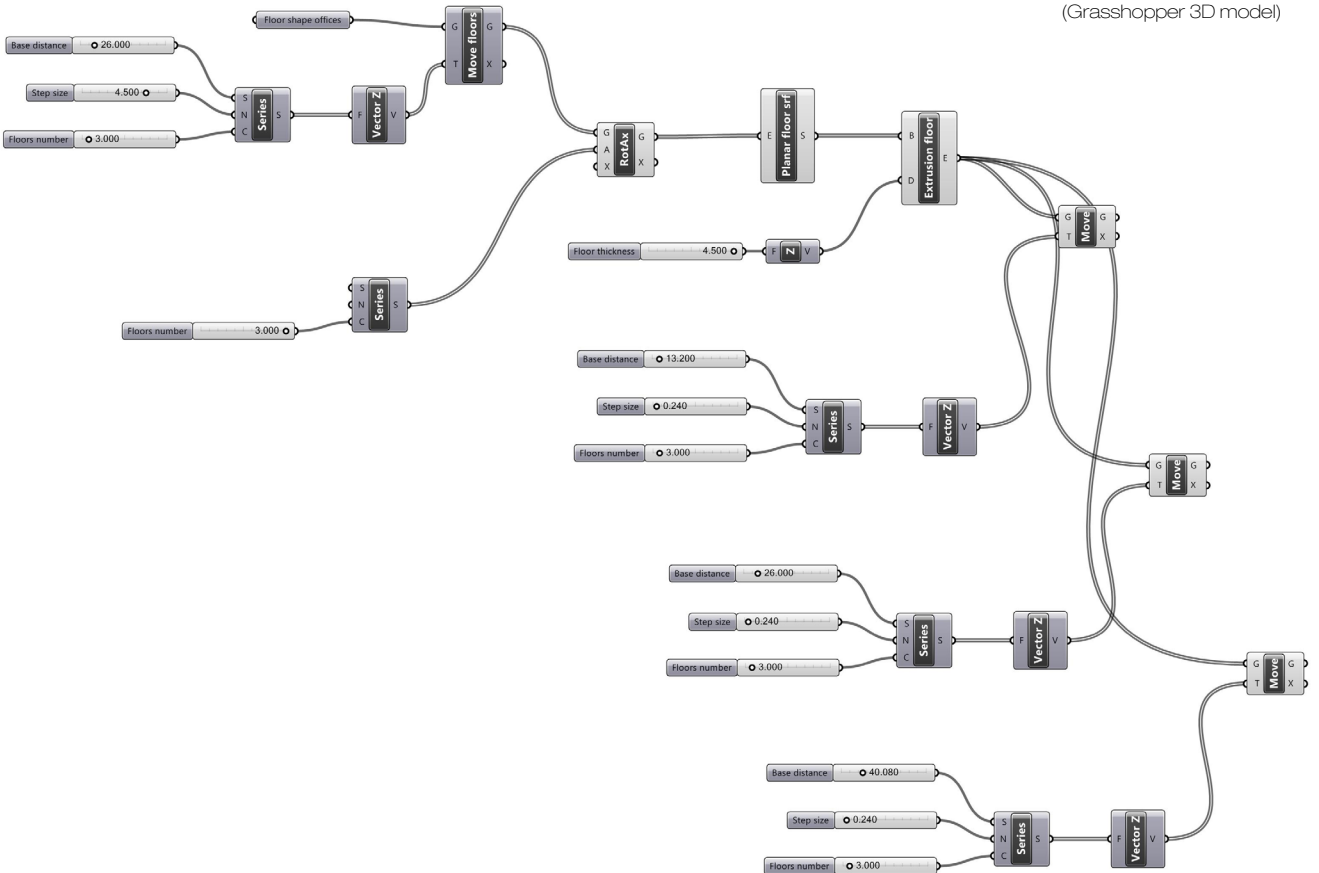 (Grasshopper 3D model)
Floor shape offices
G
T
Move floors
G
X
Base distance 26.000
Step size 4.500
Floors number 3.000
S
N
C
Series
S
F
Vector Z
V
G
A
X
RotAx
G
X
E
Planar floor srf
S
B
D
Extrusion floor
E
Floor thickness 4.500
F
Z
V
G
T
Move
G
X
S
N
C
Series
S
Floors number 3.000
Base distance 13.200
Step size 0.240
Floors number 3.000
S
N
C
Series
S
F
Vector Z
V
G
T
Move
G
X
Base distance 26.000
Step size 0.240
Floors number 3.000
S
N
C
Series
S
F
Vector Z
V
G
T
Move
G
X
Base distance 40.080
Step size 0.240
Floors number 3.000
S
N
C
Series
S
F
Vector Z
V